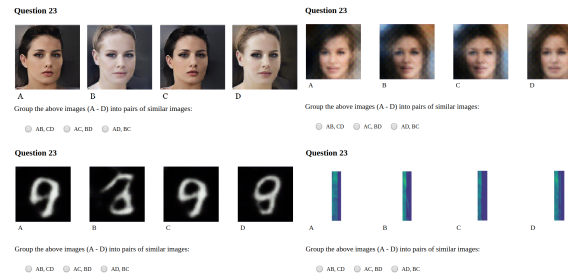 Question 23
A B C D
Group the above images (A - D) into pairs of similar images:
AB, CD AC, BD AD, BC
Question 23
A B C D
Group the above images (A - D) into pairs of similar images:
AB, CD AC, BD AD, BC
Question 23
A B C D
Group the above images (A - D) into pairs of similar images:
AB, CD AC, BD AD, BC
Question 23
A B C D
Group the above images (A - D) into pairs of similar images:
AB, CD AC, BD AD, BC